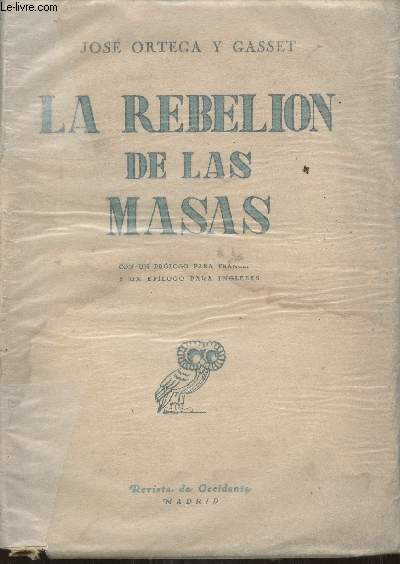 © Le-livre.com
JOSÉ ORTEGA Y GASSET
LA REBELION
DE LAS
MASAS
CON UN PRÓLOGO PARA
Y UN EPÍLOGO PARA INGLESES
Revista de Occidente
MADRID